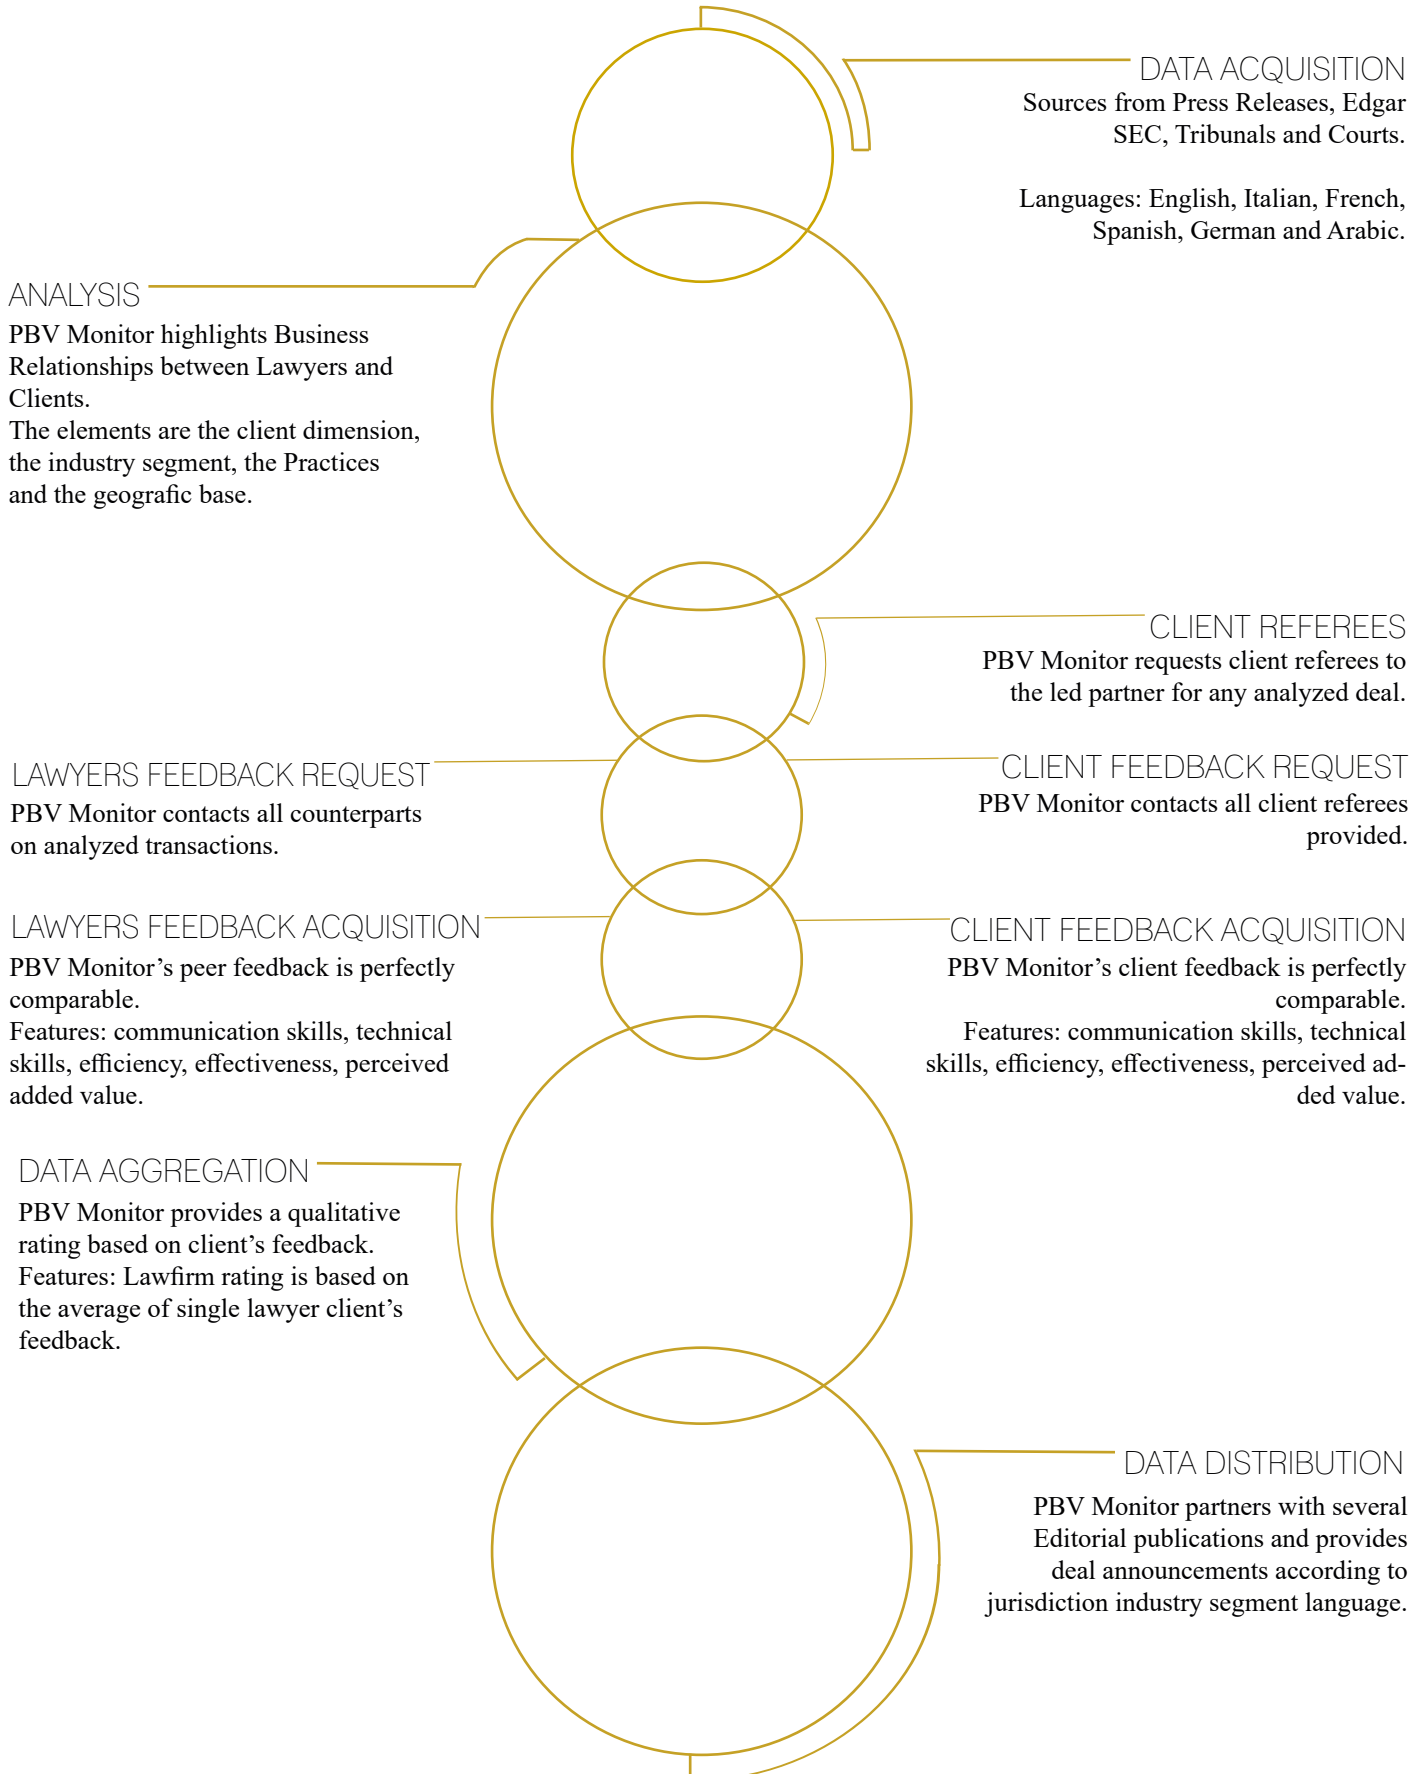 DATA ACQUISITION
Sources from Press Releases, Edgar
SEC, Tribunals and Courts.
Languages: English, Italian, French,
Spanish, German and Arabic.
ANALYSIS
PBV Monitor highlights Business
Relationships between Lawyers and
Clients.
The elements are the client dimension,
the industry segment, the Practices
and the geografic base.
CLIENT REFEREES
PBV Monitor requests client referees to
the led partner for any analyzed deal.
LAWYERS FEEDBACK REQUEST
PBV Monitor contacts all counterparts
on analyzed transactions.
CLIENT FEEDBACK REQUEST
PBV Monitor contacts all client referees
provided.
LAWYERS FEEDBACK ACQUISITION
PBV Monitor’s peer feedback is perfectly
comparable.
Features: communication skills, technical
skills, efficiency, effectiveness, perceived
added value.
CLIENT FEEDBACK ACQUISITION
PBV Monitor’s client feedback is perfectly
comparable.
Features: communication skills, technical
skills, efficiency, effectiveness, perceived ad-
ded value.
DATA AGGREGATION
PBV Monitor provides a qualitative
rating based on client’s feedback.
Features: Lawfirm rating is based on
the average of single lawyer client’s
feedback.
DATA DISTRIBUTION
PBV Monitor partners with several
Editorial publications and provides
deal announcements according to
jurisdiction industry segment language.